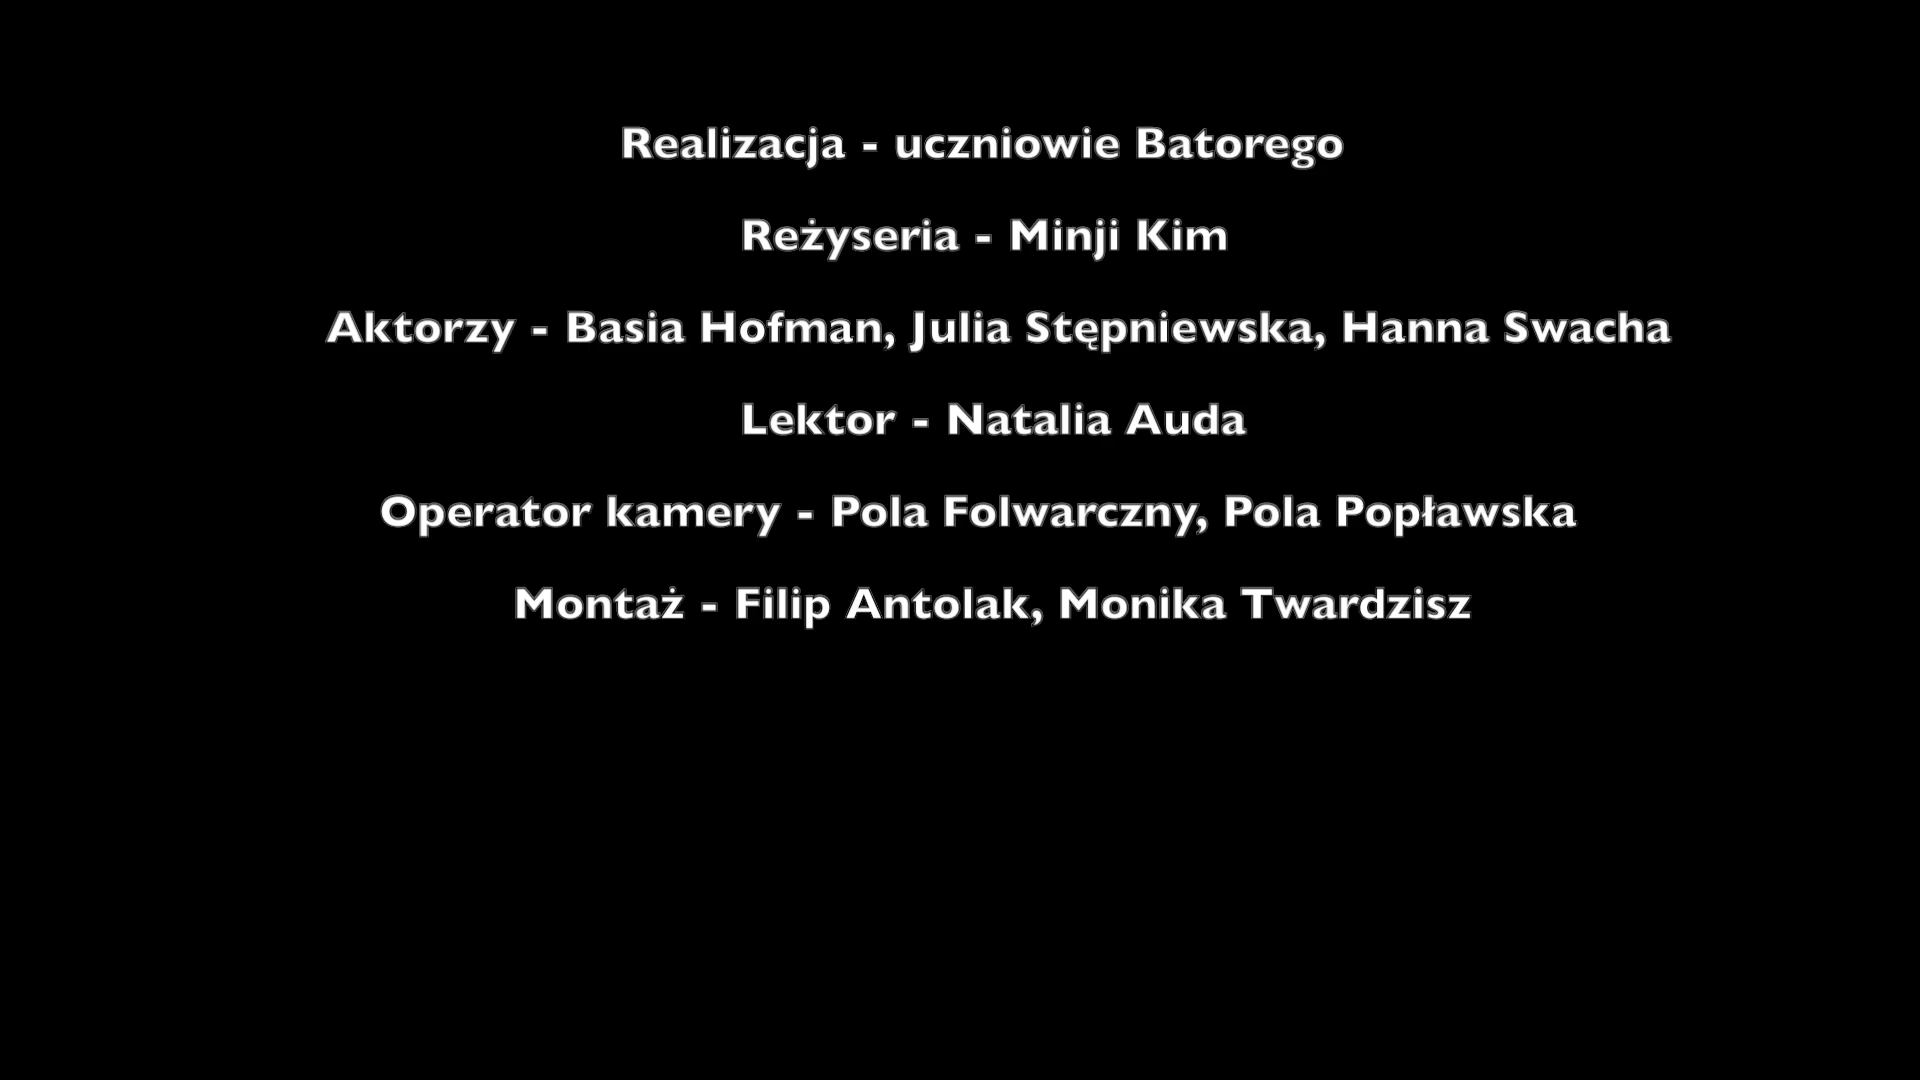 Realizacja - uczniowie Batorego
Reżyseria - Minji Kim
Aktorzy - Basia Hofman, Julia Stępniewska, Hanna Swacha
Lektor - Natalia Auda
Operator kamery - Pola Folwarczny, Pola Popławska
Montaż - Filip Antolak, Monika Twardzisz